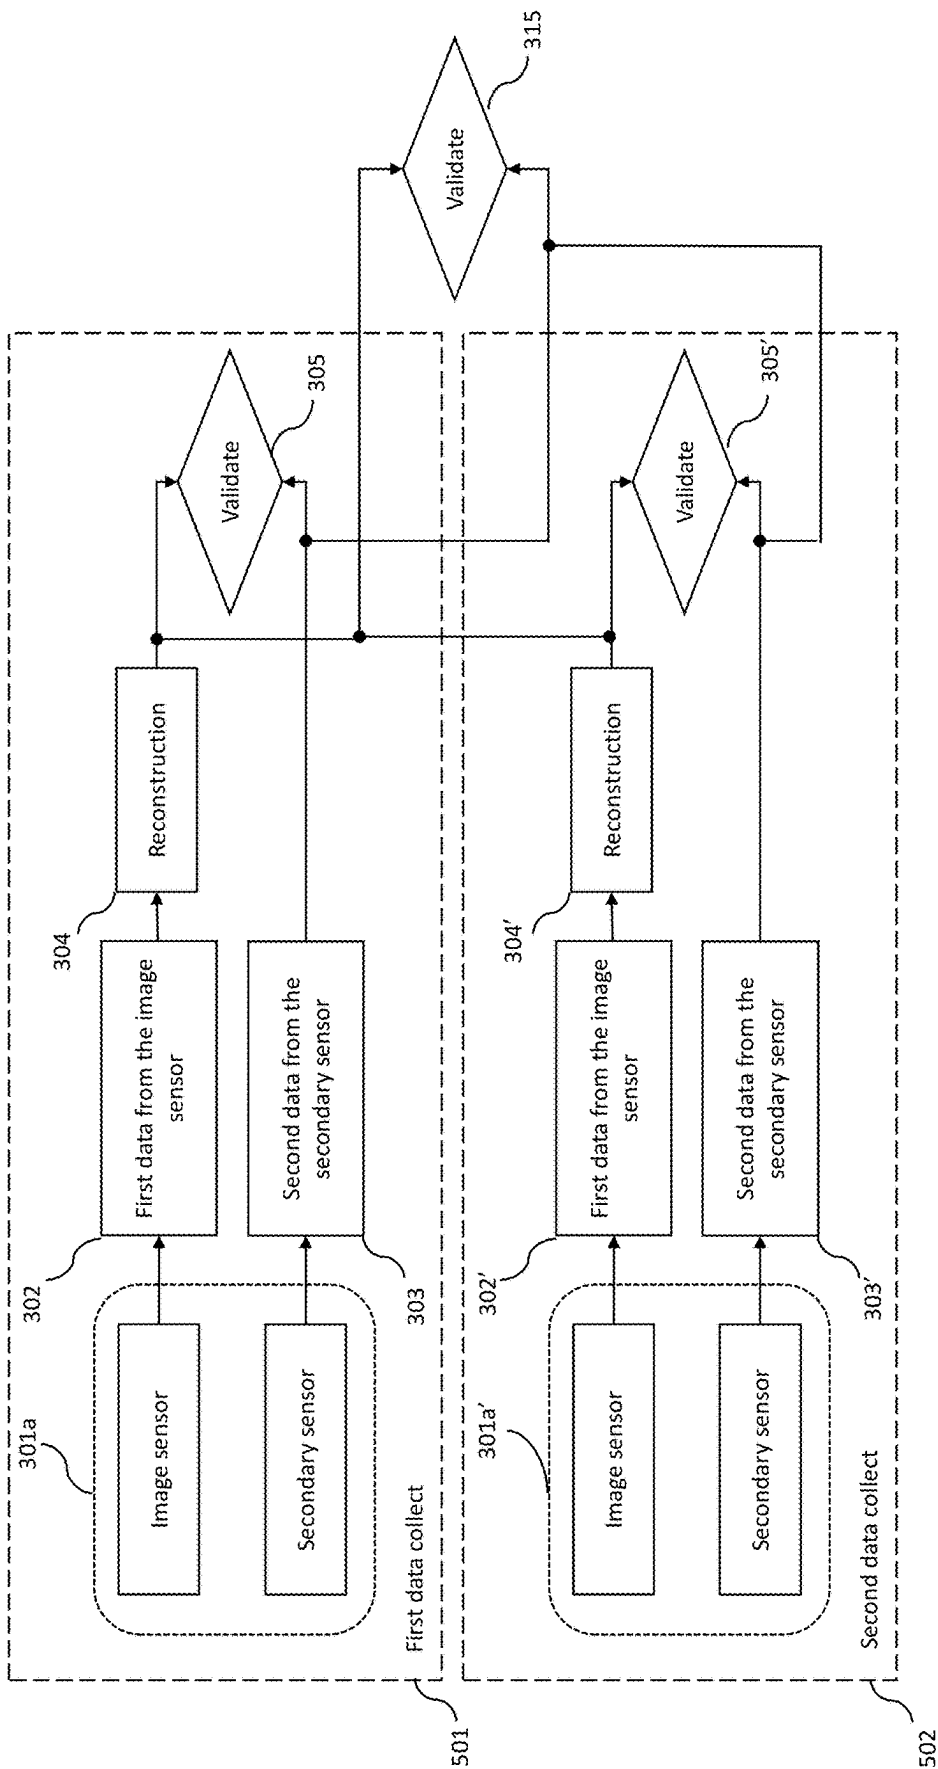 501
First data collect
301a
Image sensor
Secondary sensor
302
First data from the image
sensor
303
Second data from the
secondary sensor
304
Reconstruction
Validate
305
Validate
315
502
Second data collect
301a'
Image sensor
Secondary sensor
302'
First data from the image
sensor
303'
Second data from the
secondary sensor
304'
Reconstruction
Validate
305'